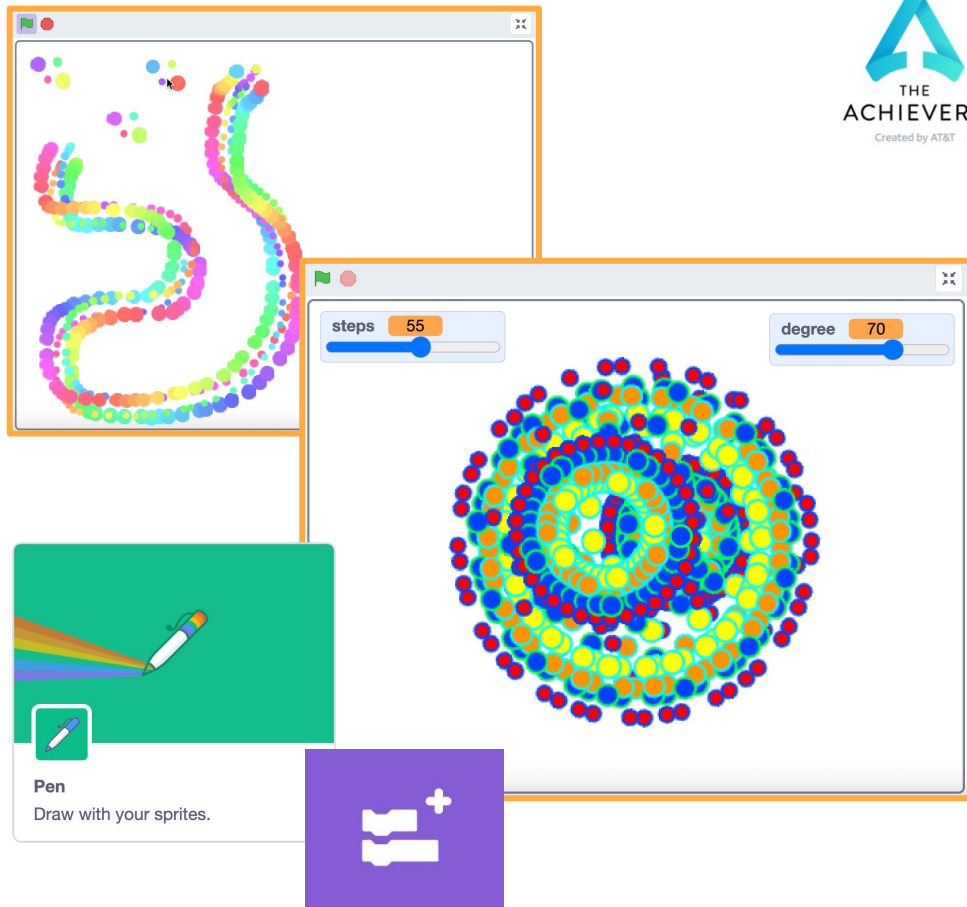 THE
ACHIEVER
Created by AT&T
steps 55
degree 70
Pen
Draw with your sprites.